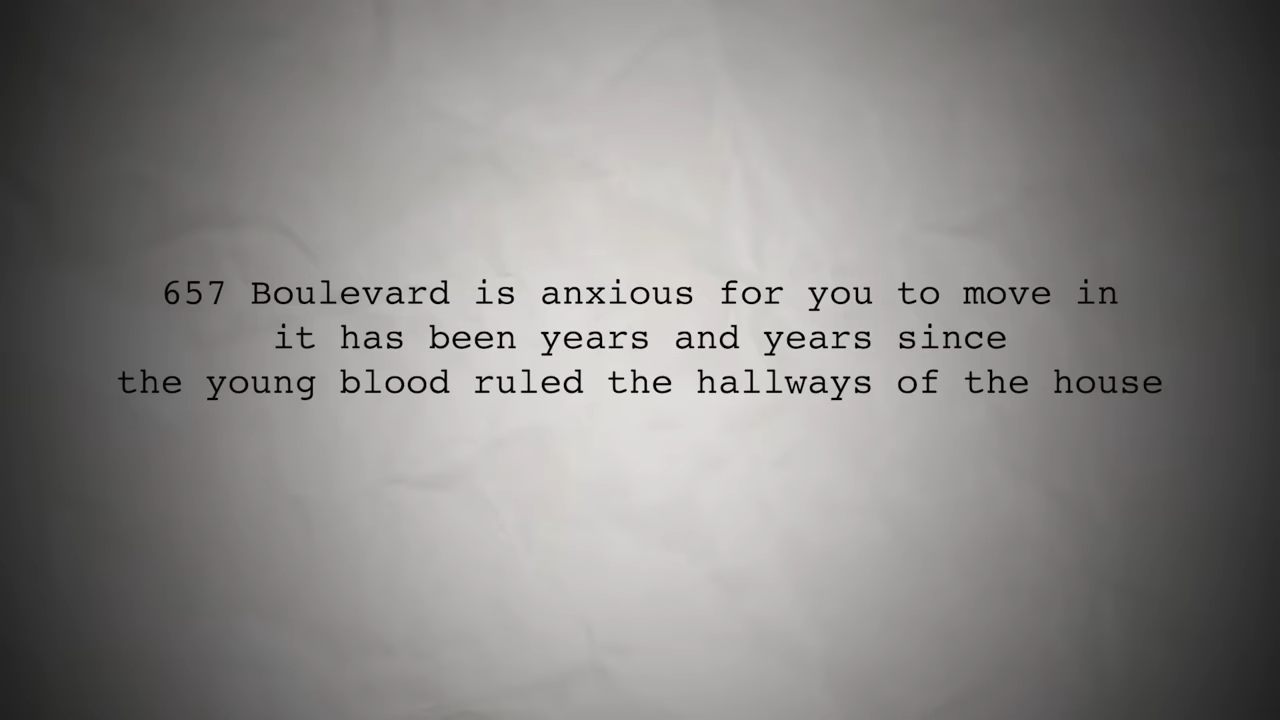 657 Boulevard is anxious for you to move in
it has been years and years since
the young blood ruled the hallways of the house